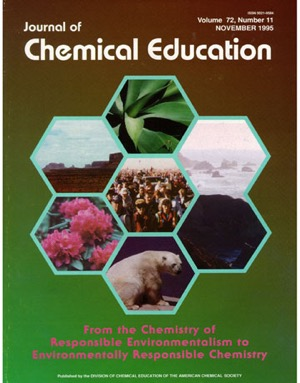 ISSN 0021-9584
Journal of
Volume 72, Number 11
NOVEMBER 1995
Chemical Education
From the Chemistry of
Responsible Environmentalism to
Environmentally Responsible Chemistry
Published by the DIVISION OF CHEMICAL EDUCATION OF THE AMERICAN CHEMICAL SOCIETY